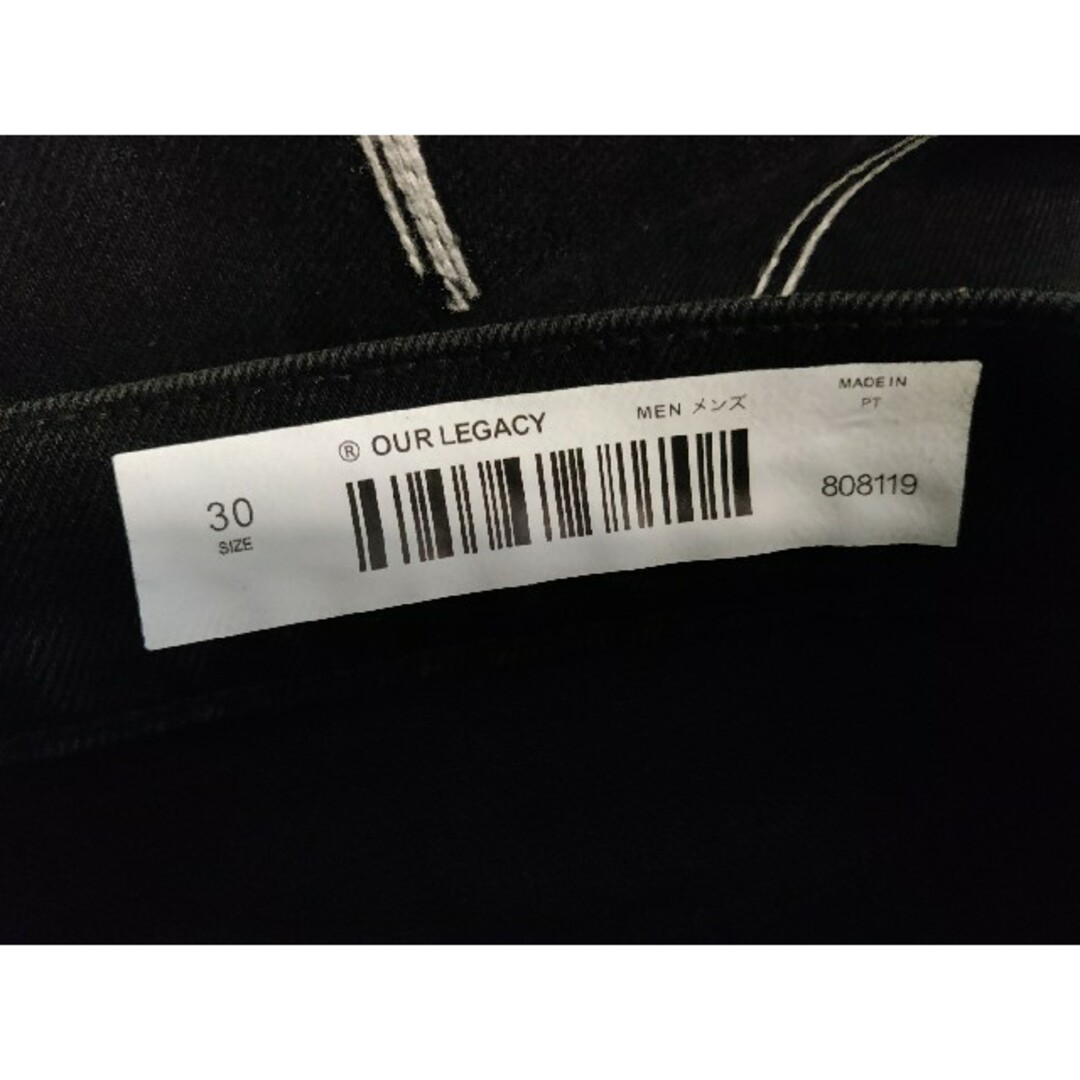 ® OUR LEGACY
MEN メンズ
MADE IN
PT
30
SIZE
808119